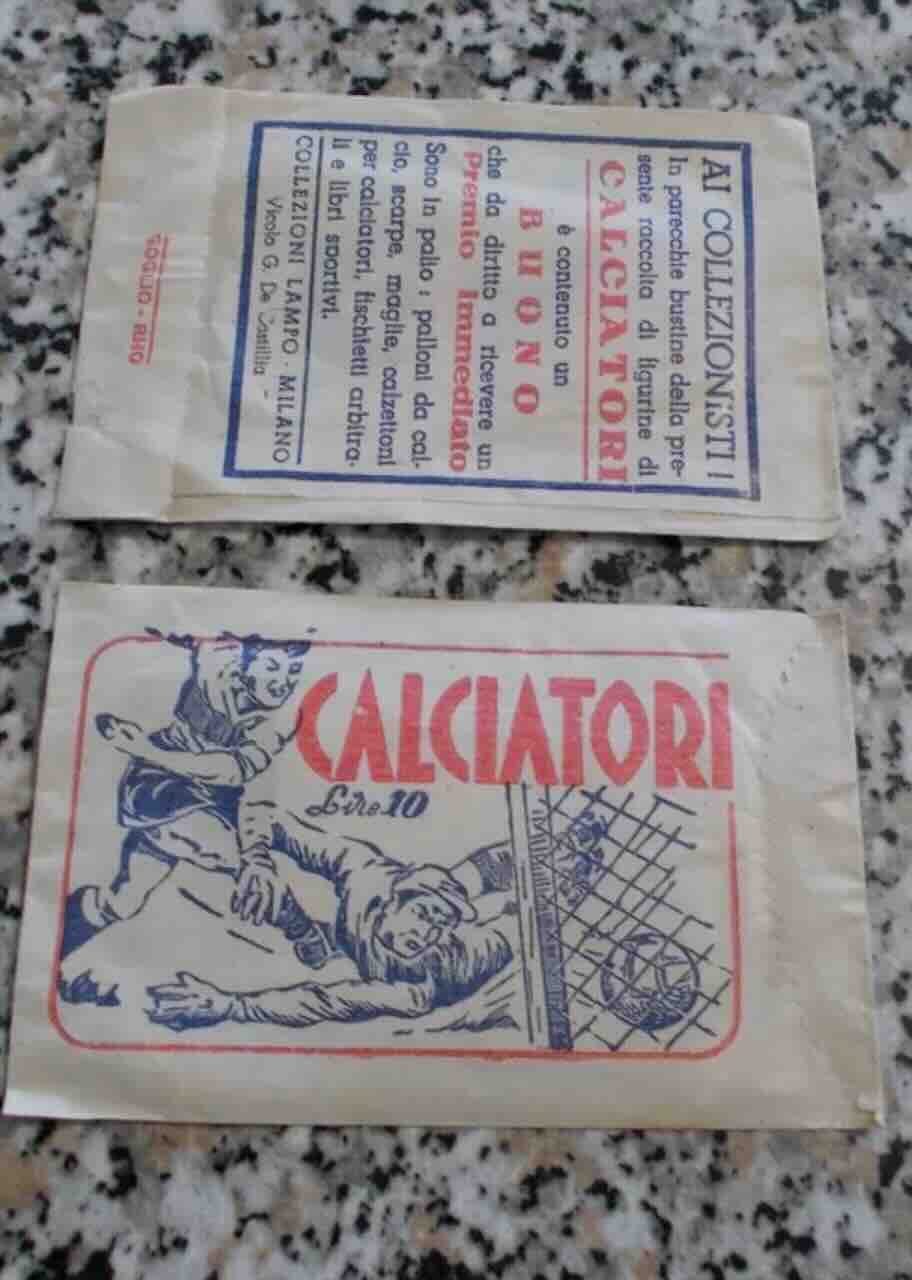 AI COLLEZIONiSTI!
In parecchie bustine della pre-
sente raccolta di figurine di
CALCIATORI
è contenuto un
BUONO
che da diritto a ricevere un
Premio Immediato
Sono in palio: palloni da cal-
cio, scarpe, maglie, calzettoni
per calciatori, fischietti arbitra-
li e libri sportivi.
COLLEZIONI LAMPO - MILANO
Vicolo G. De Castillia -
CALCIATORI
Lire 10